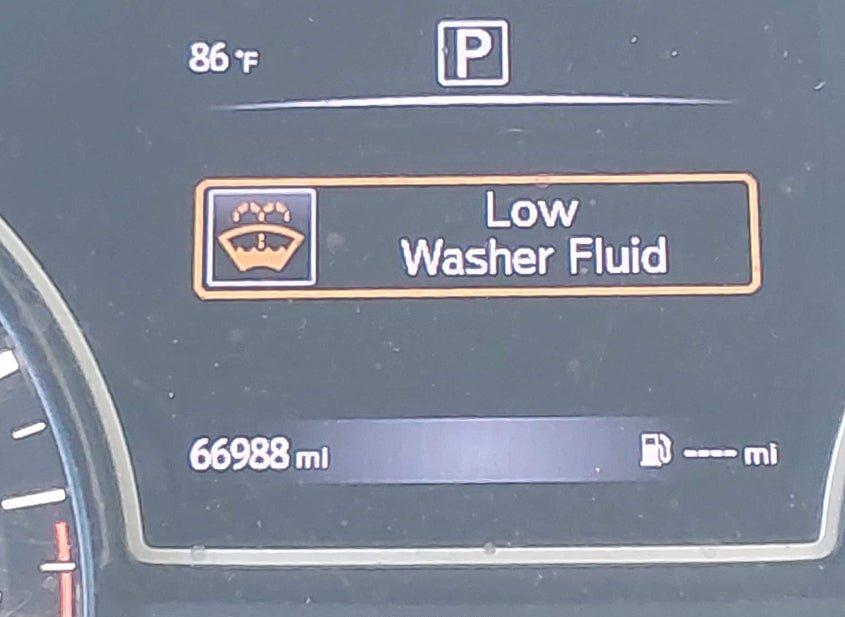 86 °F
P
Low
Washer Fluid
66988 mi
---- mi